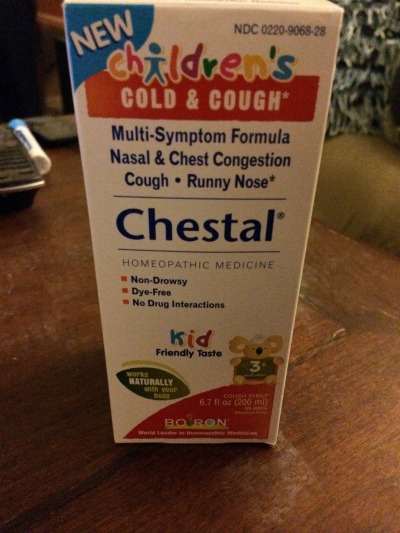 NEW
NDC 0220-9068-28
children's
COLD & COUGH*
Multi-Symptom Formula
Nasal & Chest Congestion
Cough • Runny Nose*
Chestal®
HOMEOPATHIC MEDICINE
Non-Drowsy
Dye-Free
No Drug Interactions
Kid
Friendly Taste
3+
works
NATURALLY
with your
body
COUGH SYRUP
6.7 fl oz (200 ml)
BOIRON
World Leader in Homeopathic Medicines